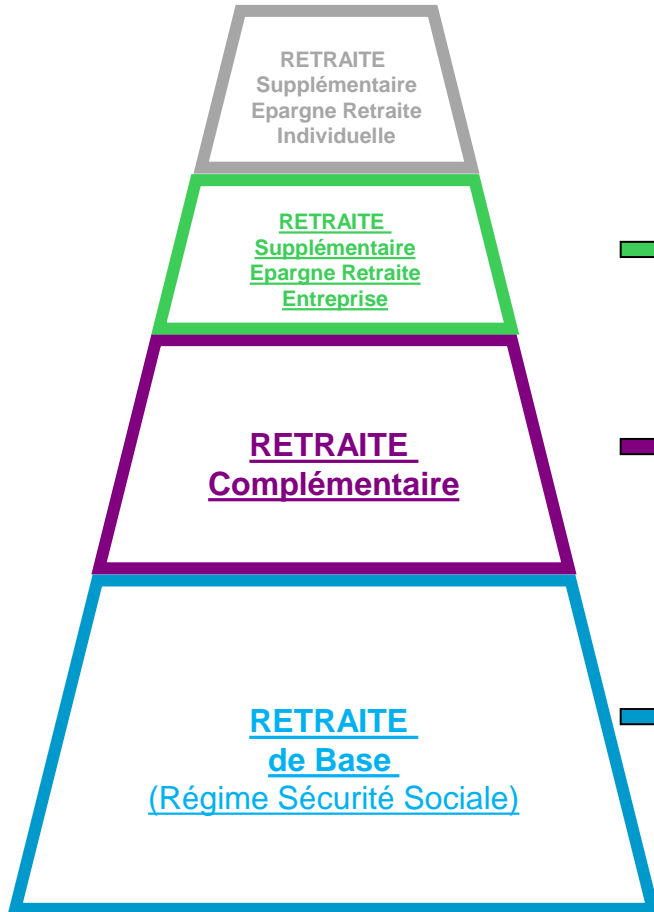 RETRAITE
Supplémentaire
Epargne Retraite
Individuelle
RETRAITE
Supplémentaire
Epargne Retraite
Entreprise
RETRAITE
Complémentaire
RETRAITE
de Base
(Régime Sécurité Sociale)